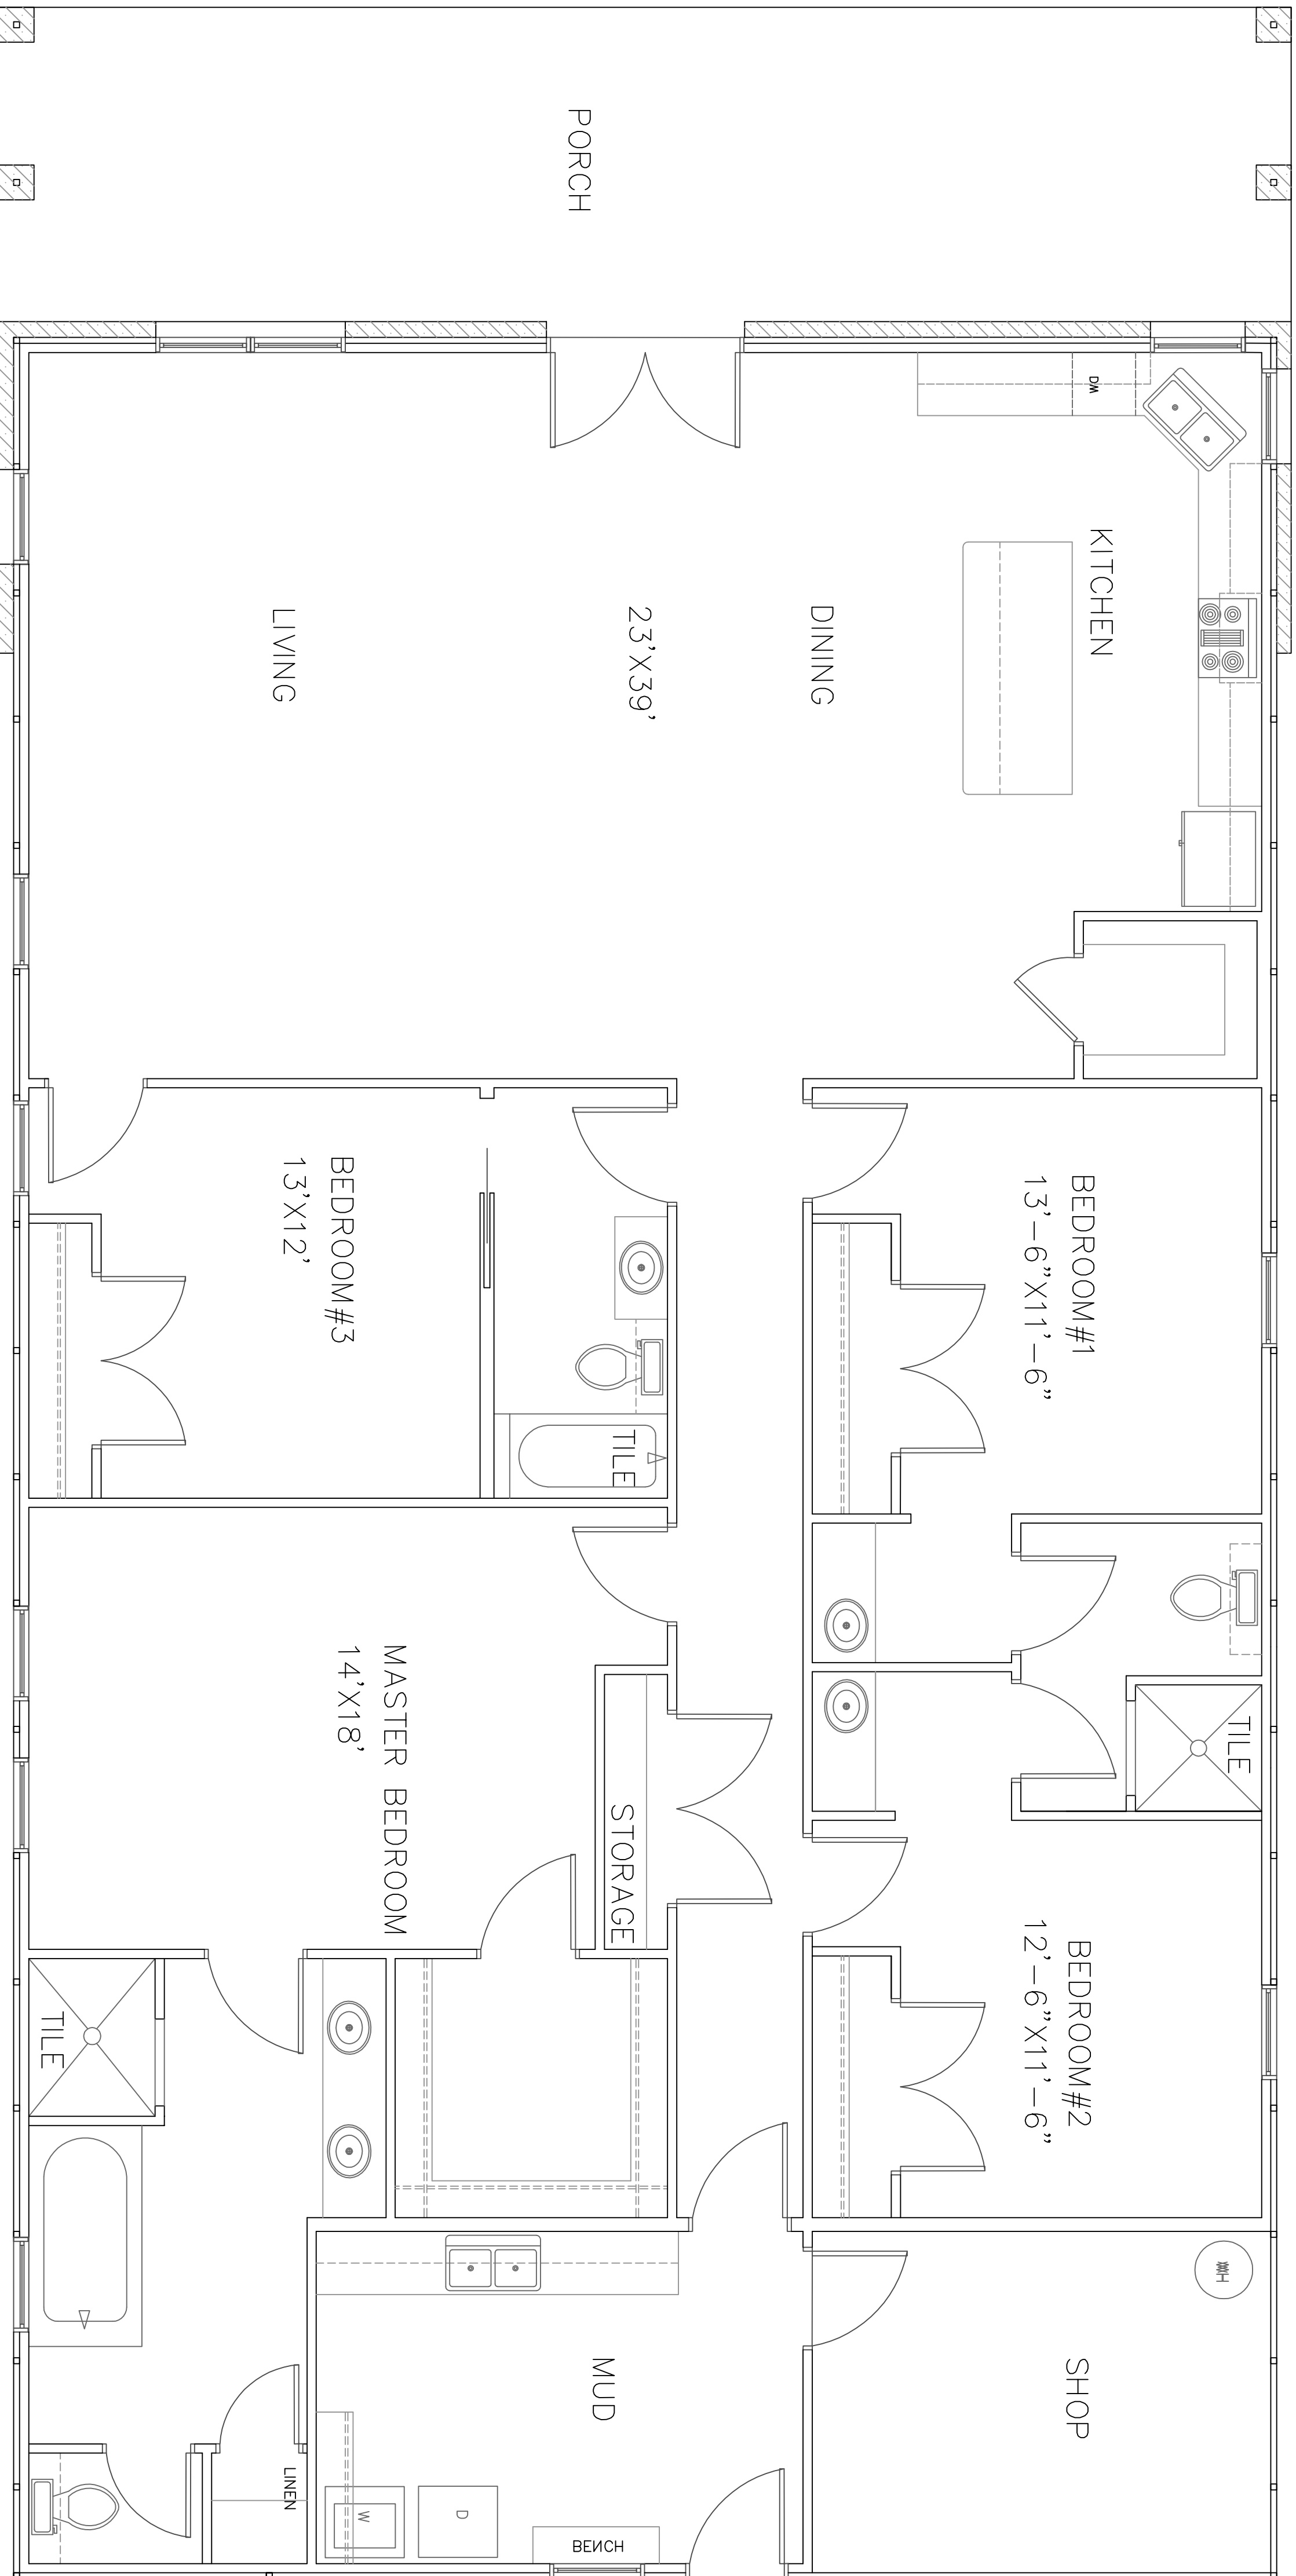 PORCH
DW
KITCHEN
DINING
23'X39'
LIVING
BEDROOM#1
13'-6"X11'-6"
BEDROOM#3
13'X12'
TILE
TILE
MASTER BEDROOM
14'X18'
STORAGE
BEDROOM#2
12'-6"X11'-6"
TILE
WH
SHOP
MUD
LINEN
W
D
BENCH